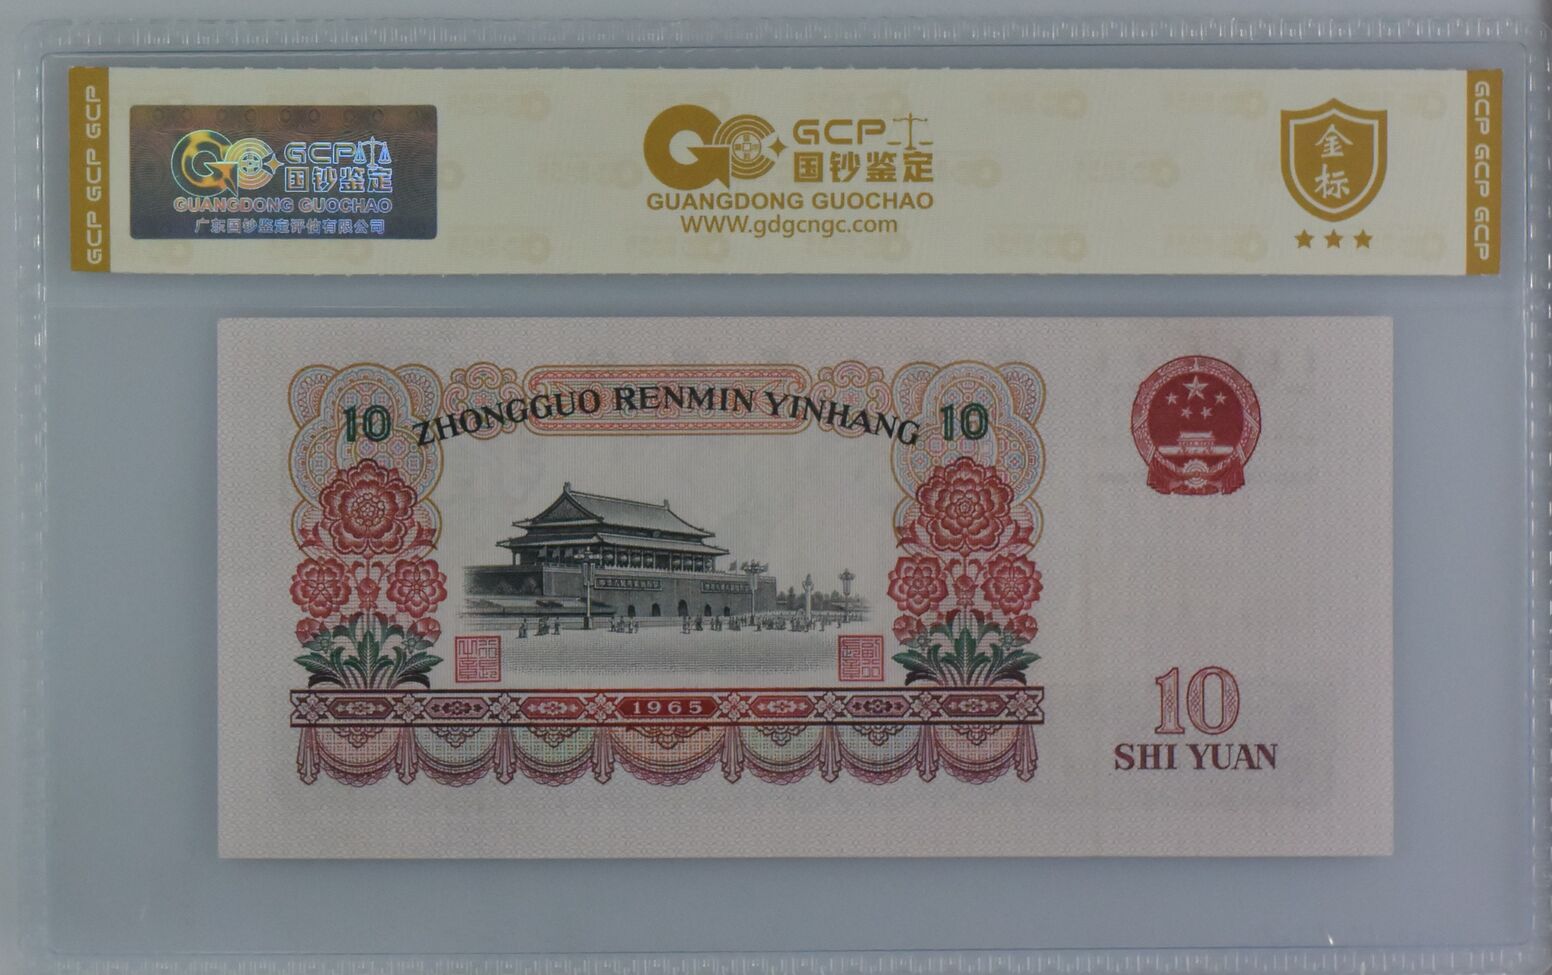 GCP GCP
GCP
国钞鉴定
GUANGDONG GUOCHAO
广东国钞鉴定评估有限公司
GCP
国钞鉴定
GUANGDONG GUOCHAO
WWW.gdgcngc.com
金
标
GCP GCP GCP
10 ZHONGGUO RENMIN YINHANG 10
1965
10
SHI YUAN